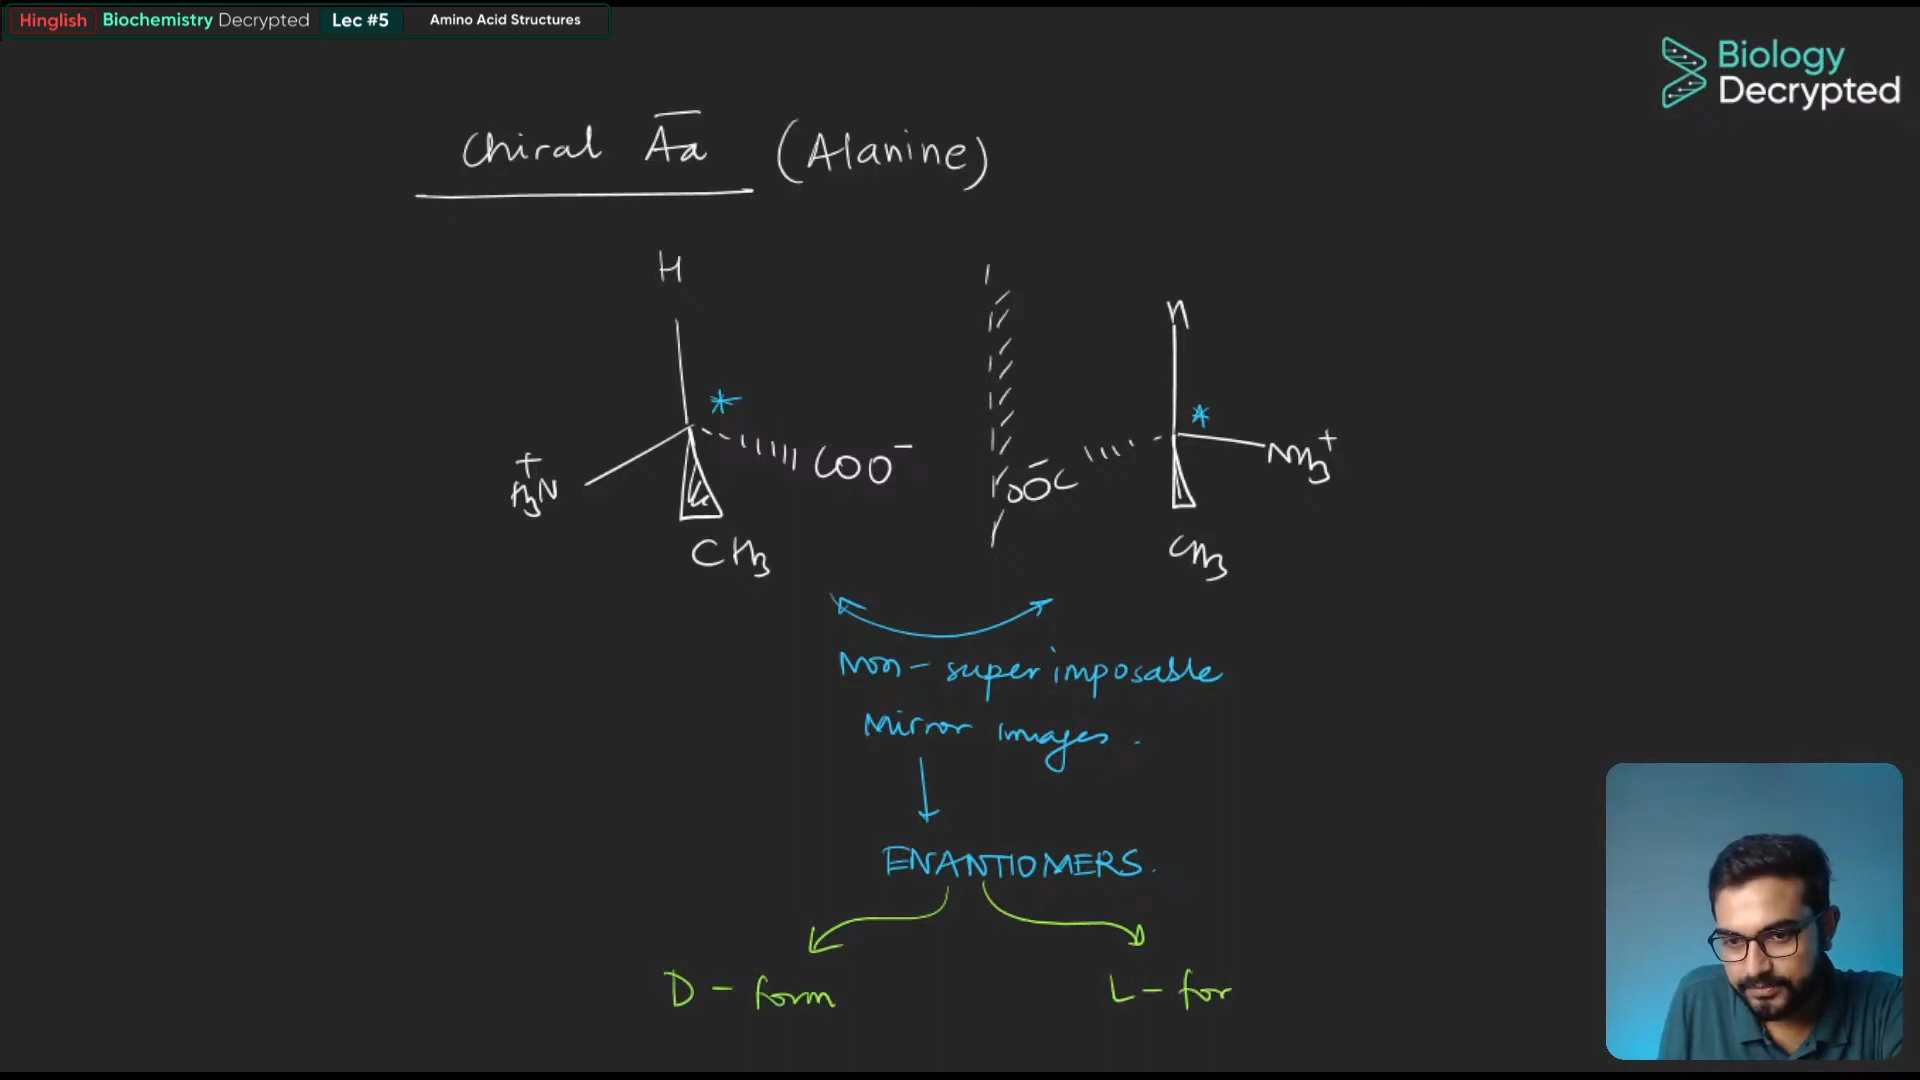 Hinglish Biochemistry Decrypted Lec #5 Amino Acid Structures
Biology
Decrypted
Chiral Aa (Alanine)
H
H
*
*
H₃N⁺
COO⁻
⁻OOC
NH₃⁺
CH₃
CH₃
Non-superimposable
Mirror images.
ENANTIOMERS.
D - form
L - for